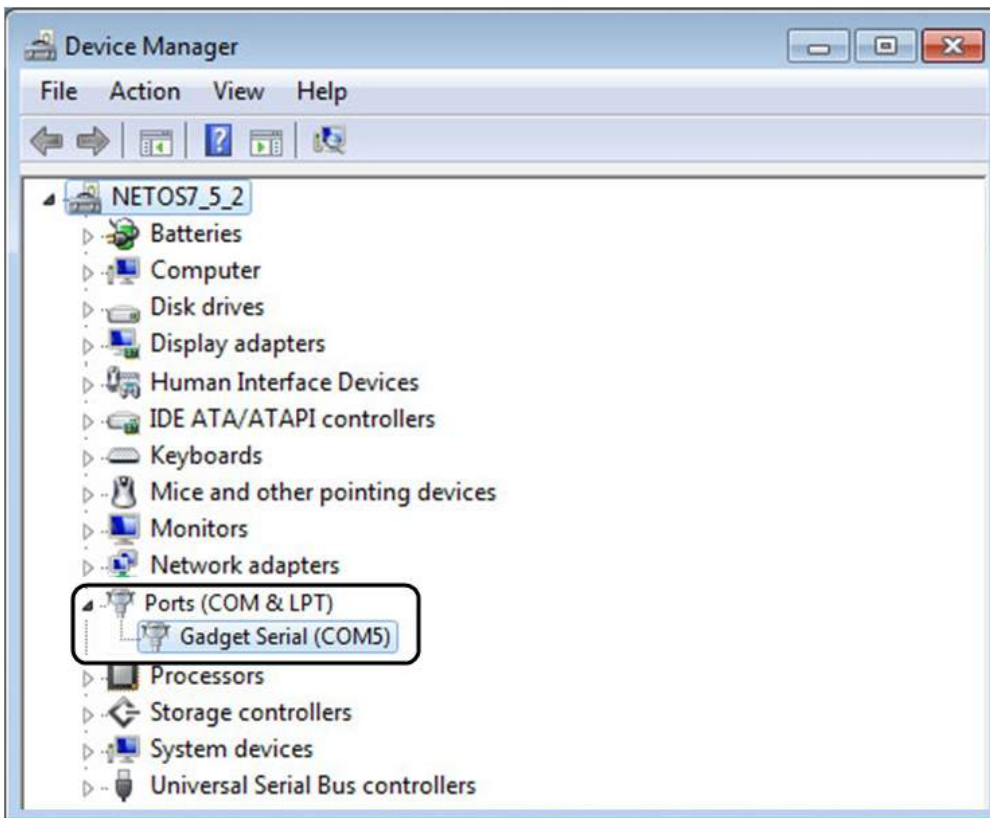 Device Manager
File Action View Help
NETOS7_5_2
Batteries
Computer
Disk drives
Display adapters
Human Interface Devices
IDE ATA/ATAPI controllers
Keyboards
Mice and other pointing devices
Monitors
Network adapters
Ports (COM & LPT)
Gadget Serial (COM5)
Processors
Storage controllers
System devices
Universal Serial Bus controllers